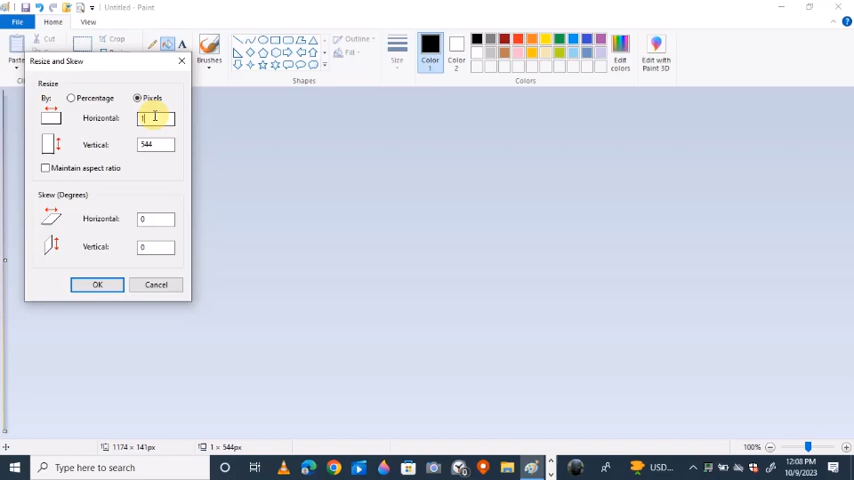 Untitled - Paint
File
Home
View
Paste
Cut
Crop
A
Brushes
Outline
Fill
Shapes
Size
Color
1
Color
2
Colors
Edit
colors
Edit with
Paint 3D
Resize and Skew
Resize
By:
Percentage
Pixels
Horizontal:
1
Vertical:
544
Maintain aspect ratio
Skew (Degrees)
Horizontal:
0
Vertical:
0
OK
Cancel
1174 × 141px
1 × 544px
100%
Type here to search
USD...
12:08 PM
10/9/2023